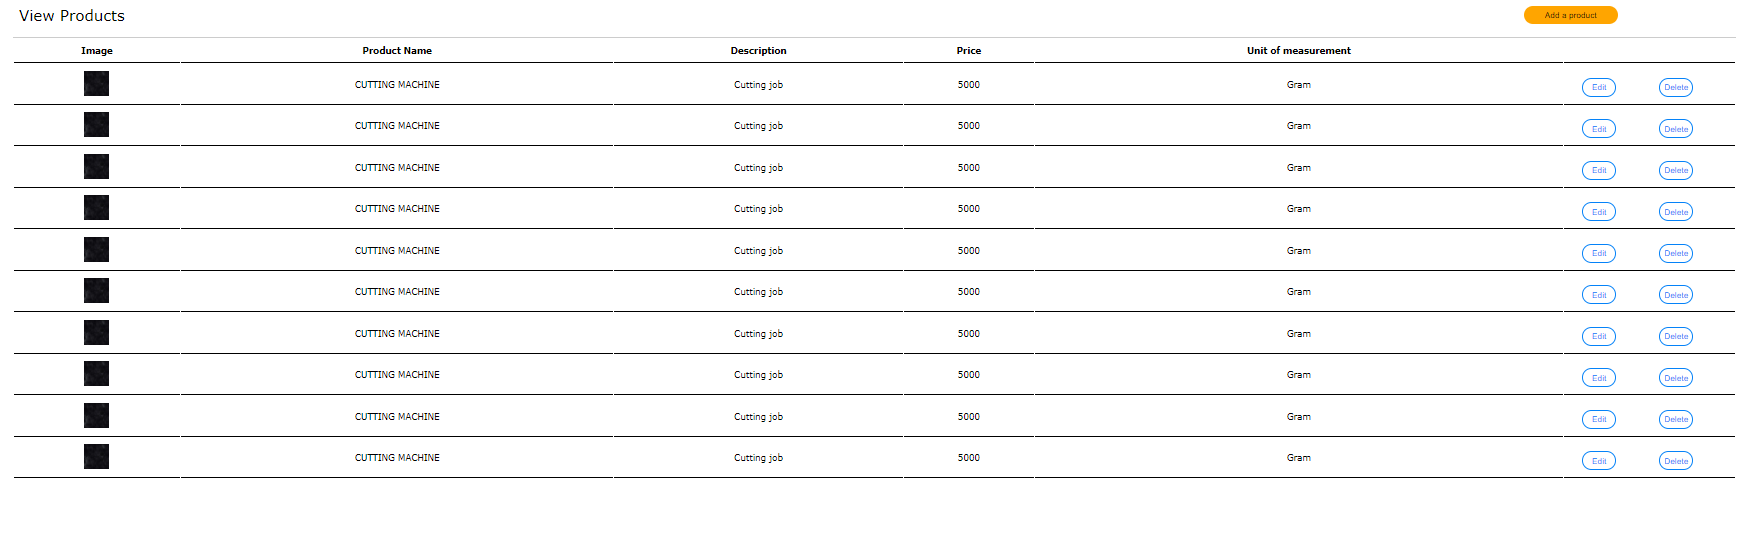 View Products Add a product
Image Product Name Description Price Unit of measurement
CUTTING MACHINE Cutting job 5000 Gram Edit Delete
CUTTING MACHINE Cutting job 5000 Gram Edit Delete
CUTTING MACHINE Cutting job 5000 Gram Edit Delete
CUTTING MACHINE Cutting job 5000 Gram Edit Delete
CUTTING MACHINE Cutting job 5000 Gram Edit Delete
CUTTING MACHINE Cutting job 5000 Gram Edit Delete
CUTTING MACHINE Cutting job 5000 Gram Edit Delete
CUTTING MACHINE Cutting job 5000 Gram Edit Delete
CUTTING MACHINE Cutting job 5000 Gram Edit Delete
CUTTING MACHINE Cutting job 5000 Gram Edit Delete